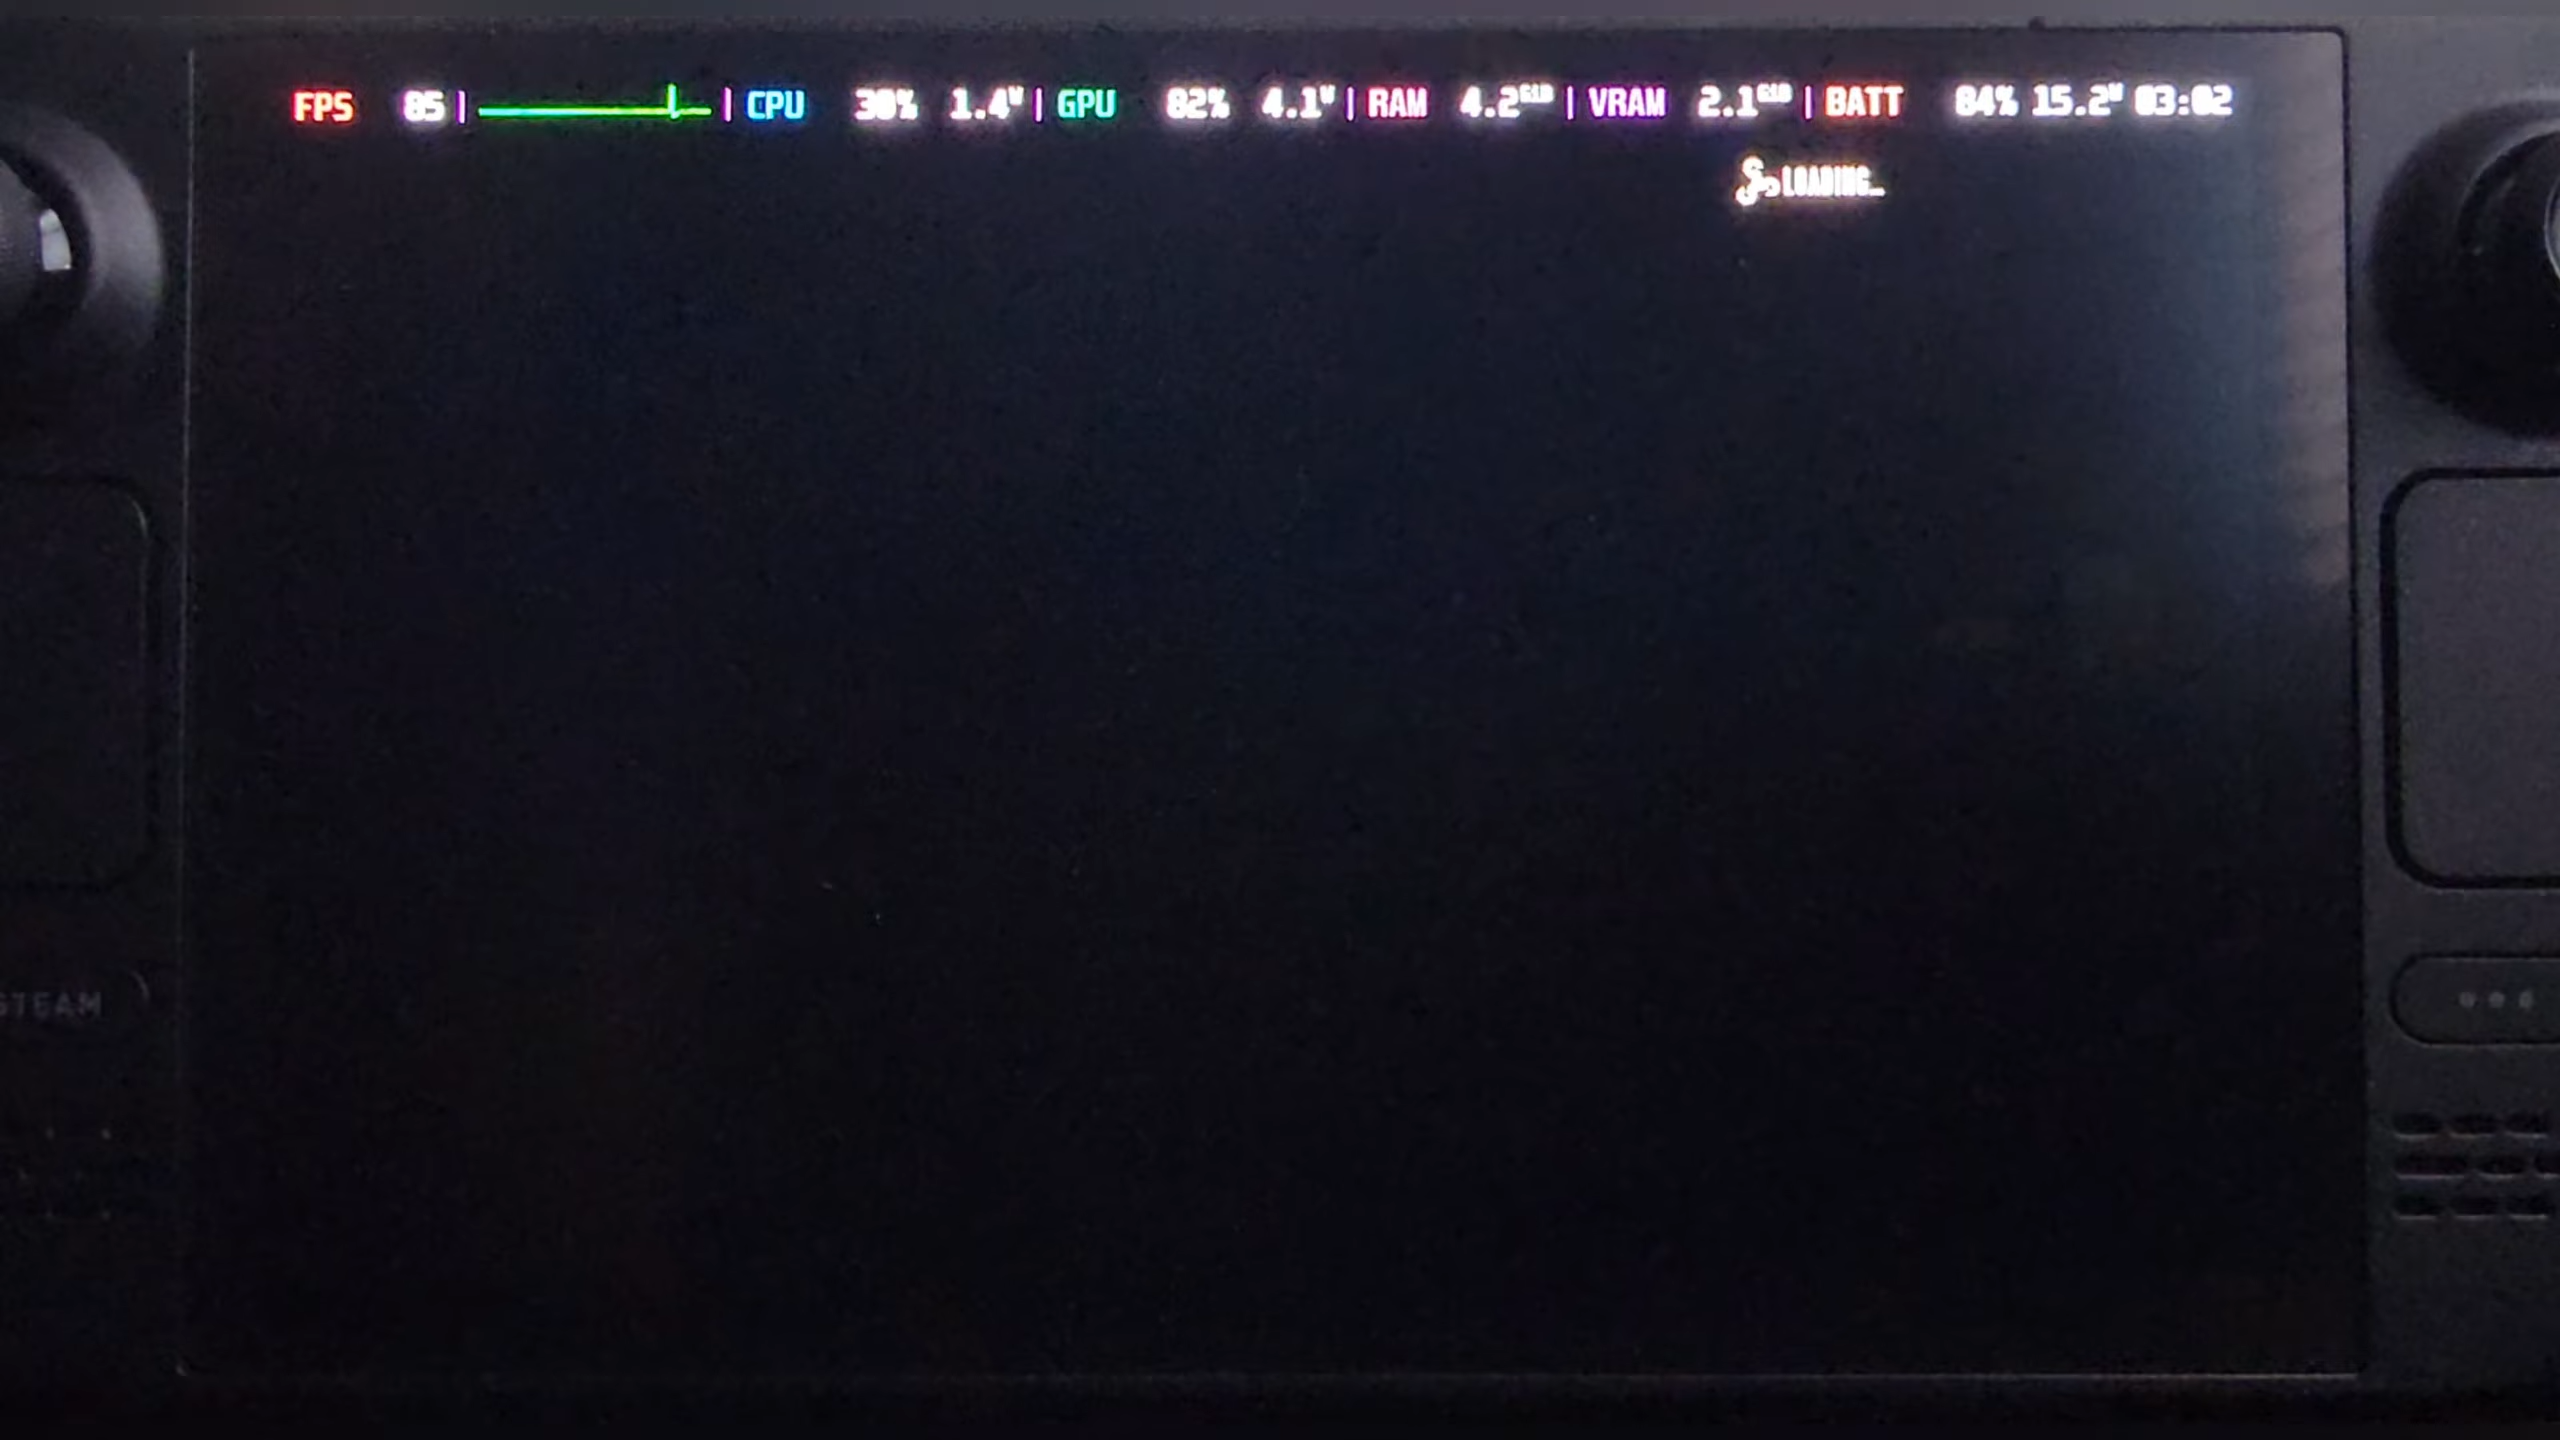 FPS 85 | | CPU 30% 1.4W | GPU 82% 4.1W | RAM 4.2GiB | VRAM 2.1GiB | BATT 84% 15.2W 03:02
LOADING...
STEAM